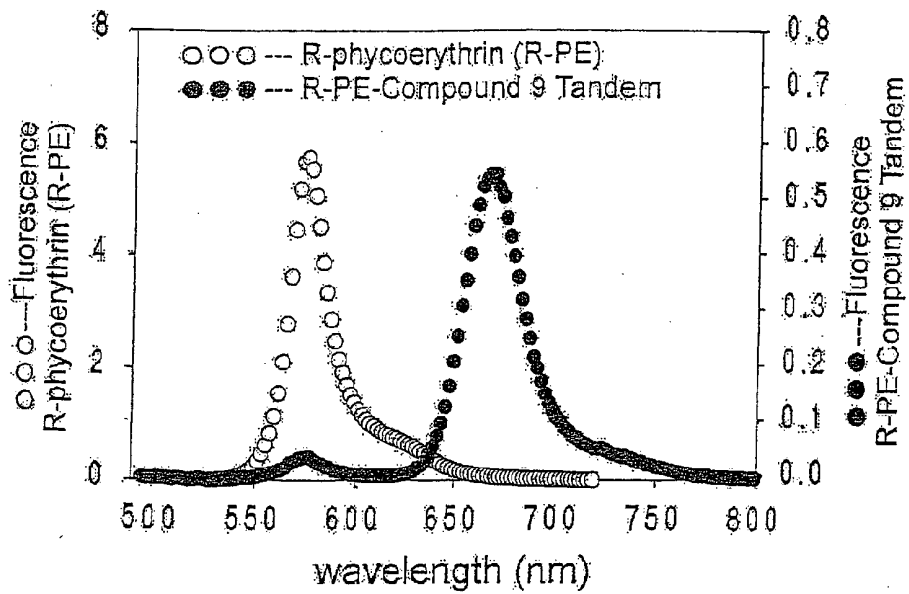 8
6
4
2
0
○○○ --- R-phycoerythrin (R-PE)
●●● --- R-PE-Compound 9 Tandem
0.8
0.7
0.6
0.5
0.4
0.3
0.2
0.1
0.0
○○○---Fluorescence
R-phycoerythrin (R-PE)
●●●---Fluorescence
R-PE-Compound 9 Tandem
500 550 600 650 700 750 800
wavelength (nm)